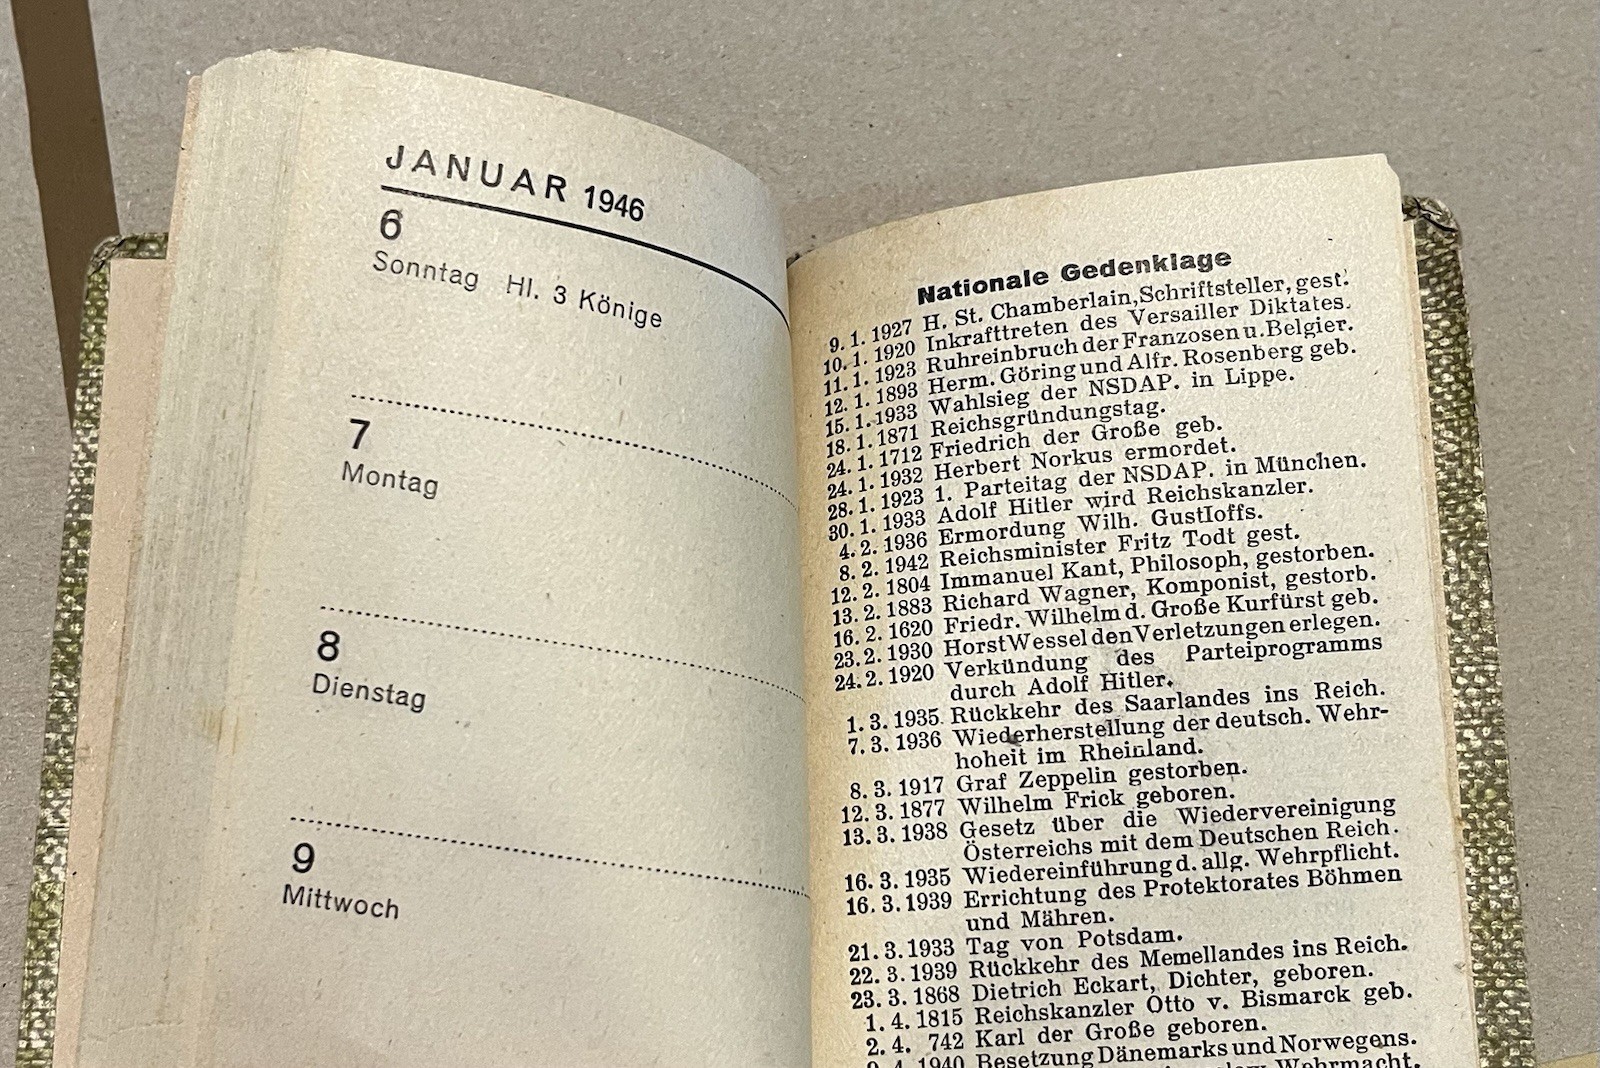 JANUAR 1946
6
Sonntag Hl. 3 Könige
7
Montag
8
Dienstag
9
Mittwoch
Nationale Gedenklage
9. 1. 1927 H. St. Chamberlain, Schriftsteller, gest.
10. 1. 1920 Inkrafttreten des Versailler Diktates.
11. 1. 1923 Ruhreinbruch der Franzosen u. Belgier.
12. 1. 1893 Herm. Göring und Alfr. Rosenberg geb.
15. 1. 1933 Wahlsieg der NSDAP. in Lippe.
18. 1. 1871 Reichsgründungstag.
24. 1. 1712 Friedrich der Große geb.
24. 1. 1932 Herbert Norkus ermordet.
28. 1. 1923 1. Parteitag der NSDAP. in München.
30. 1. 1933 Adolf Hitler wird Reichskanzler.
4. 2. 1936 Ermordung Wilh. Gustloffs.
8. 2. 1942 Reichsminister Fritz Todt gest.
12. 2. 1804 Immanuel Kant, Philosoph, gestorben.
13. 2. 1883 Richard Wagner, Komponist, gestorb.
16. 2. 1620 Friedr. Wilhelm d. Große Kurfürst geb.
23. 2. 1930 Horst Wessel den Verletzungen erlegen.
24. 2. 1920 Verkündung des Parteiprogramms
durch Adolf Hitler.
1. 3. 1935. Rückkehr des Saarlandes ins Reich.
7. 3. 1936 Wiederherstellung der deutsch. Wehr-
hoheit im Rheinland.
8. 3. 1917 Graf Zeppelin gestorben.
12. 3. 1877 Wilhelm Frick geboren.
13. 3. 1938 Gesetz über die Wiedervereinigung
Österreichs mit dem Deutschen Reich.
16. 3. 1935 Wiedereinführung d. allg. Wehrpflicht.
16. 3. 1939 Errichtung des Protektorates Böhmen
und Mähren.
21. 3. 1933 Tag von Potsdam.
22. 3. 1939 Rückkehr des Memellandes ins Reich.
23. 3. 1868 Dietrich Eckart, Dichter, geboren.
1. 4. 1815 Reichskanzler Otto v. Bismarck geb.
2. 4. 742 Karl der Große geboren.
9. 4. 1940 Besetzung Dänemarks und Norwegens.
Wehrmacht.